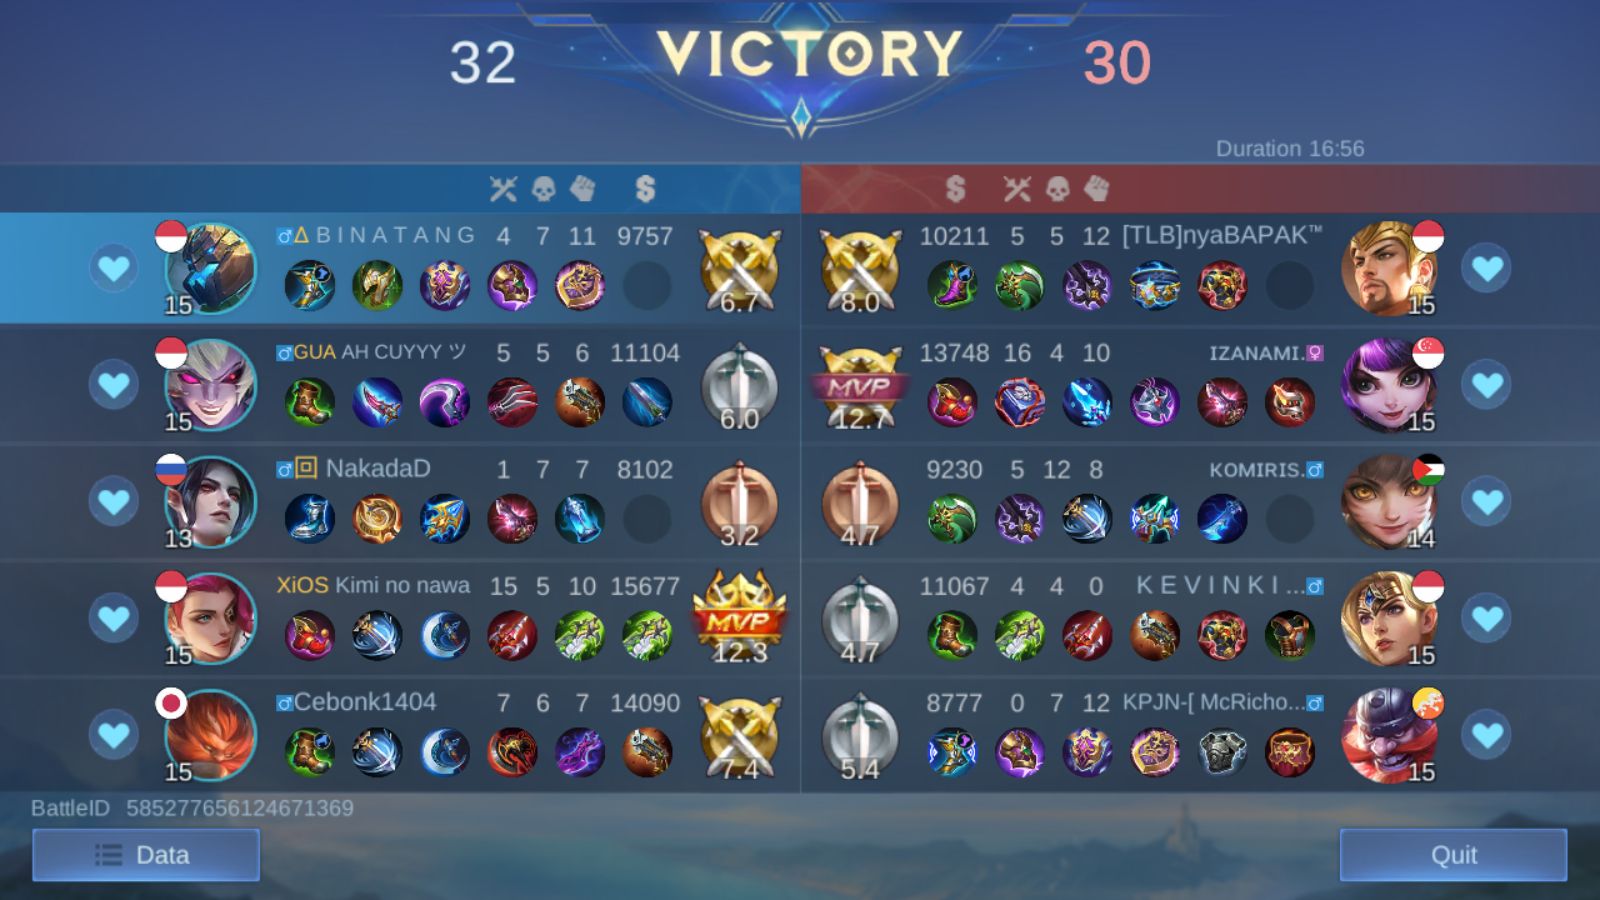 32 VICTORY 30
Duration 16:56
Δ B I N A T A N G 4 7 11 9757
15 6.7
10211 5 5 12 [TLB]nyaBAPAK™
8.0 15
GUA AH CUYYY ツ 5 5 6 11104
15 6.0
13748 16 4 10 IZANAMI.
MVP
12.7 15
回 NakadaD 1 7 7 8102
13 3.2
9230 5 12 8 KOMIRIS.
4.7 14
XiOS Kimi no nawa 15 5 10 15677
MVP
15 12.3
11067 4 4 0 K E V I N K I ...
4.7 15
Cebonk1404 7 6 7 14090
15 7.4
8777 0 7 12 KPJN-[ McRicho...
5.4 15
BattleID 585277656124671369
Data
Quit